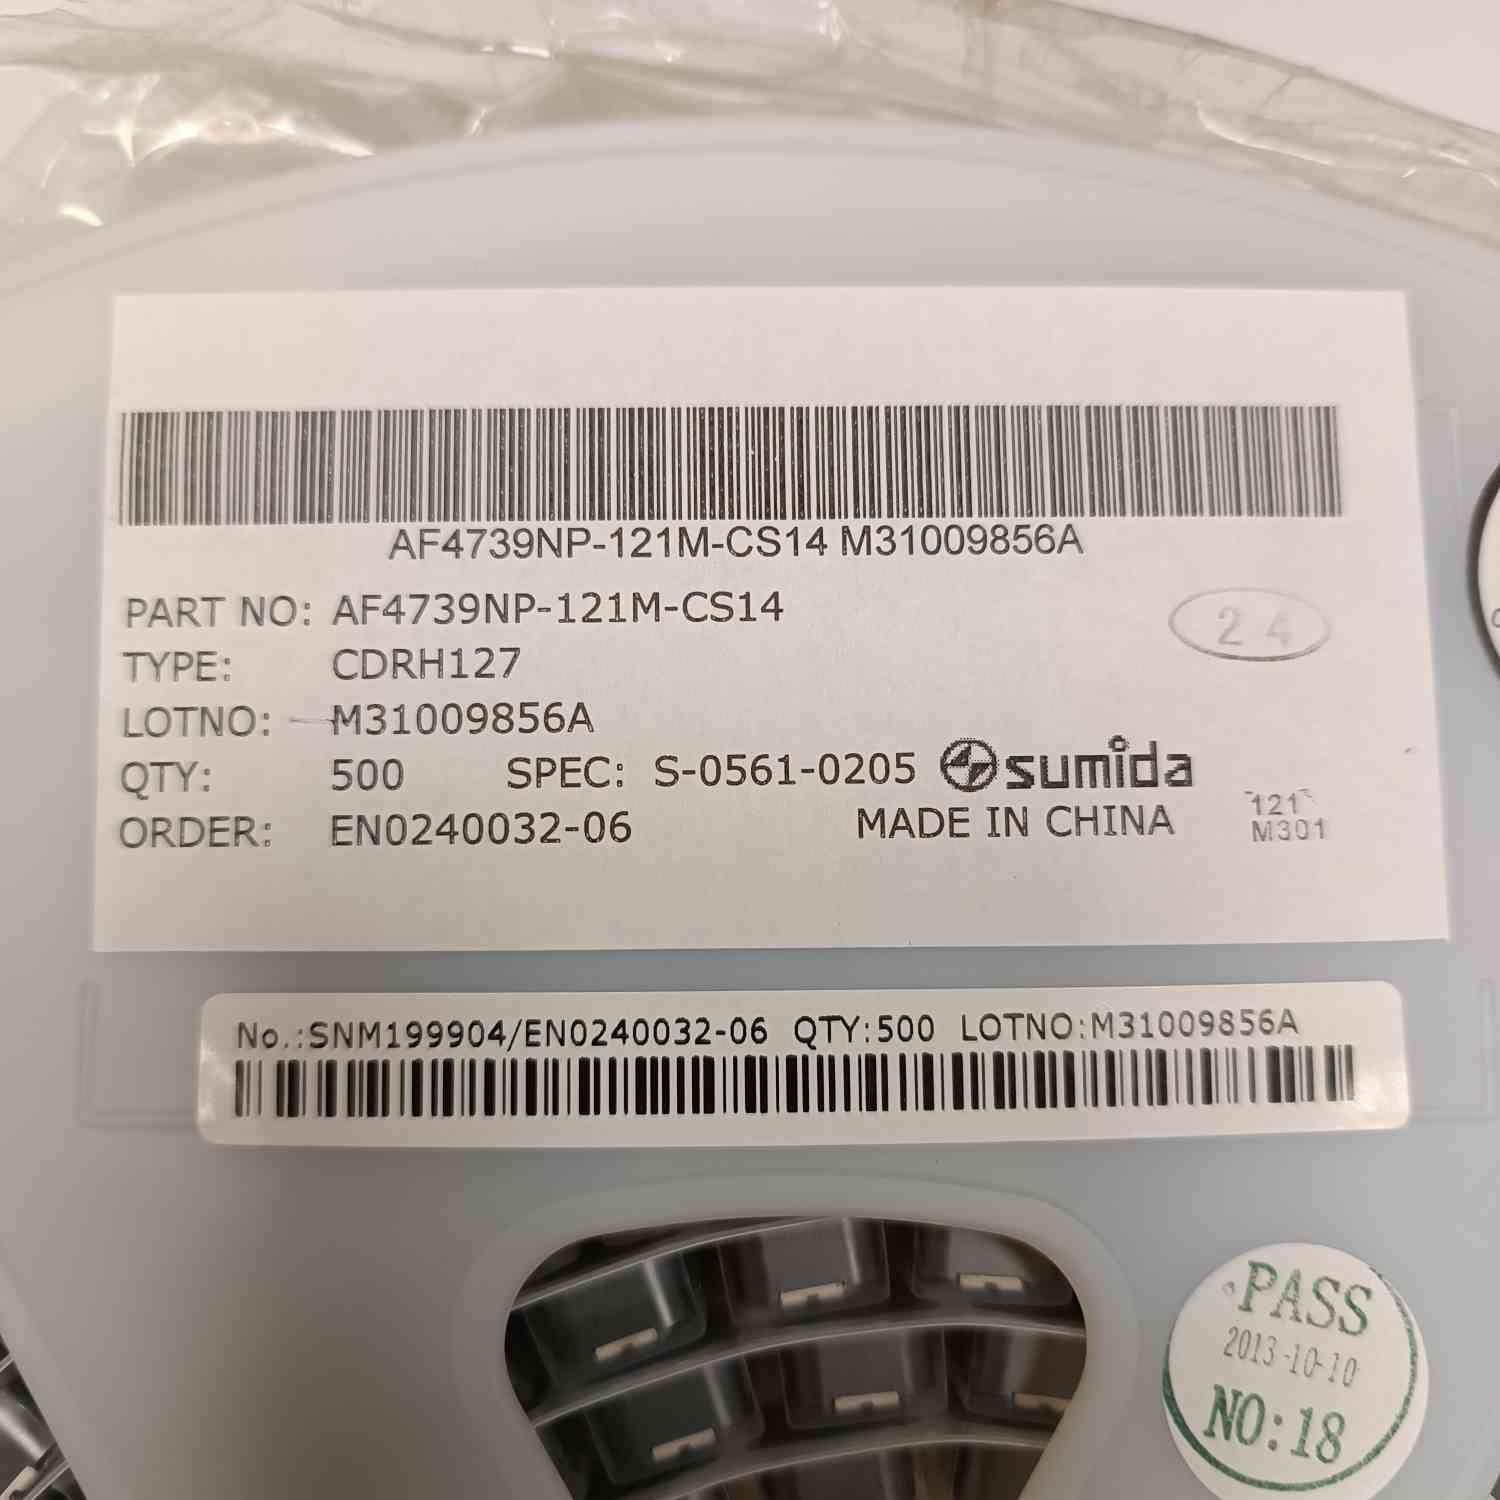 AF4739NP-121M-CS14 M31009856A
PART NO: AF4739NP-121M-CS14
24
TYPE: CDRH127
LOTNO: M31009856A
QTY: 500 SPEC: S-0561-0205 sumida
ORDER: EN0240032-06 MADE IN CHINA
121
M301
No.:SNM199904/EN0240032-06 QTY:500 LOTNO:M31009856A
PASS
2013-10-10
NO:18